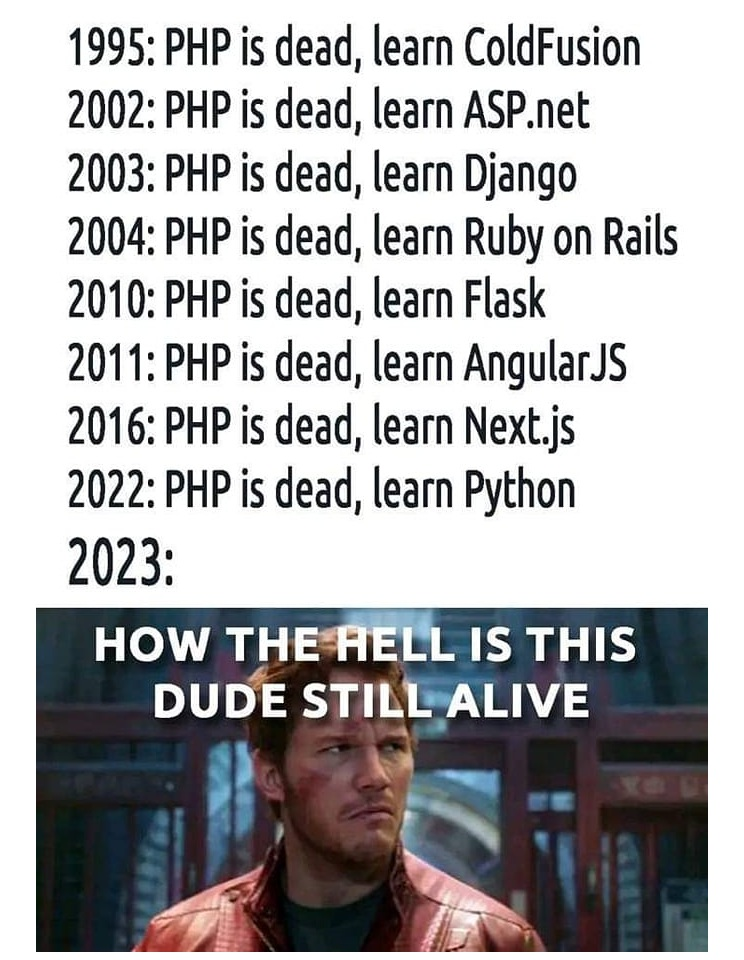 1995: PHP is dead, learn ColdFusion
2002: PHP is dead, learn ASP.net
2003: PHP is dead, learn Django
2004: PHP is dead, learn Ruby on Rails
2010: PHP is dead, learn Flask
2011: PHP is dead, learn AngularJS
2016: PHP is dead, learn Next.js
2022: PHP is dead, learn Python
2023:
HOW THE HELL IS THIS
DUDE STILL ALIVE